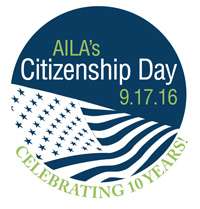 AILA's
Citizenship Day
9.17.16
CELEBRATING 10 YEARS!